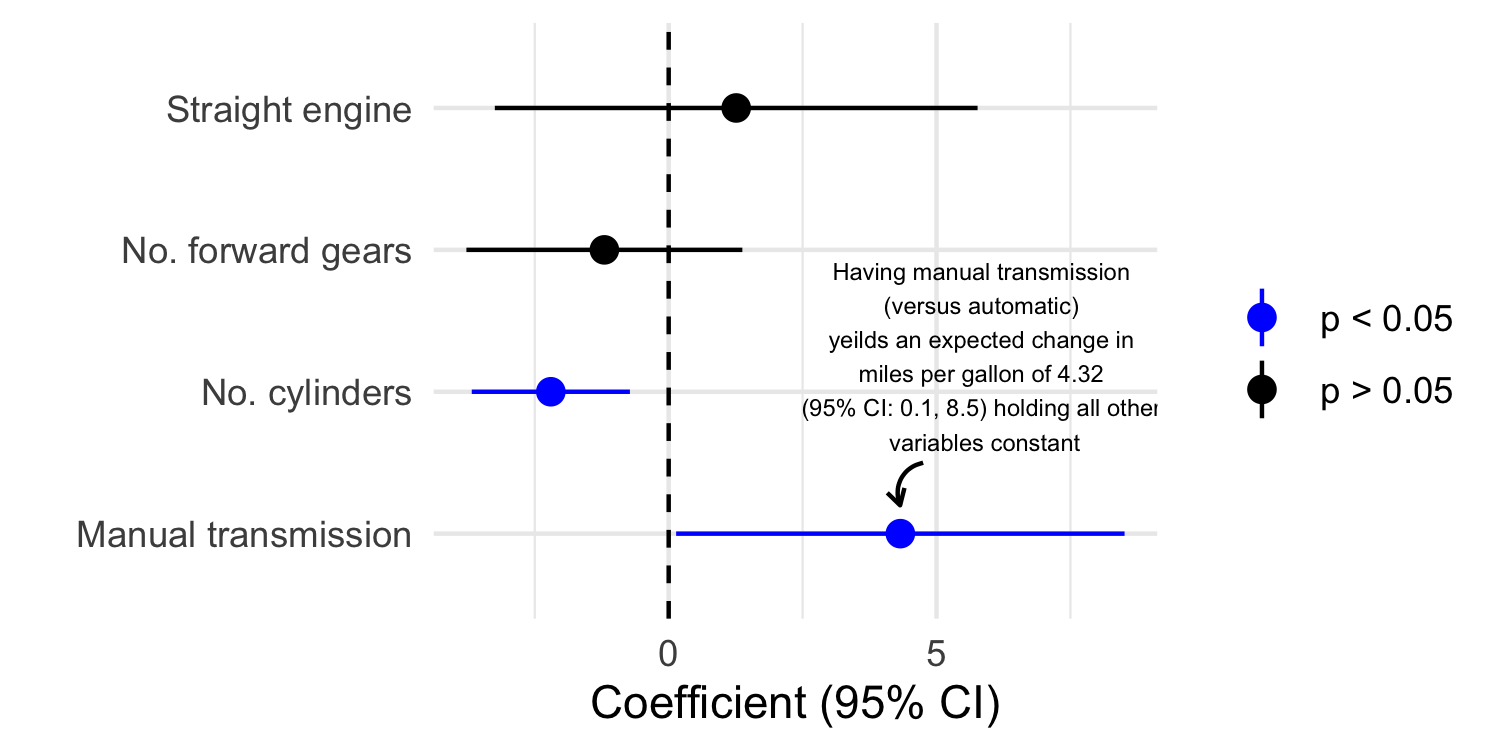 Straight engine
No. forward gears
Having manual transmission
(versus automatic)
yeilds an expected change in
miles per gallon of 4.32
(95% CI: 0.1, 8.5) holding all other
variables constant
No. cylinders
Manual transmission
p < 0.05
p > 0.05
0
5
Coefficient (95% CI)